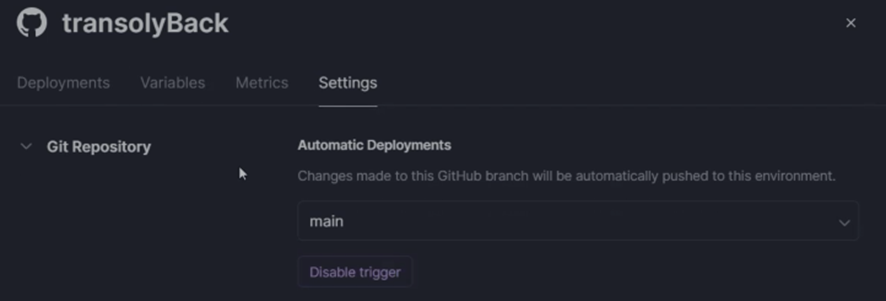 transolyBack
Deployments Variables Metrics Settings
Git Repository
Automatic Deployments
Changes made to this GitHub branch will be automatically pushed to this environment.
main
Disable trigger